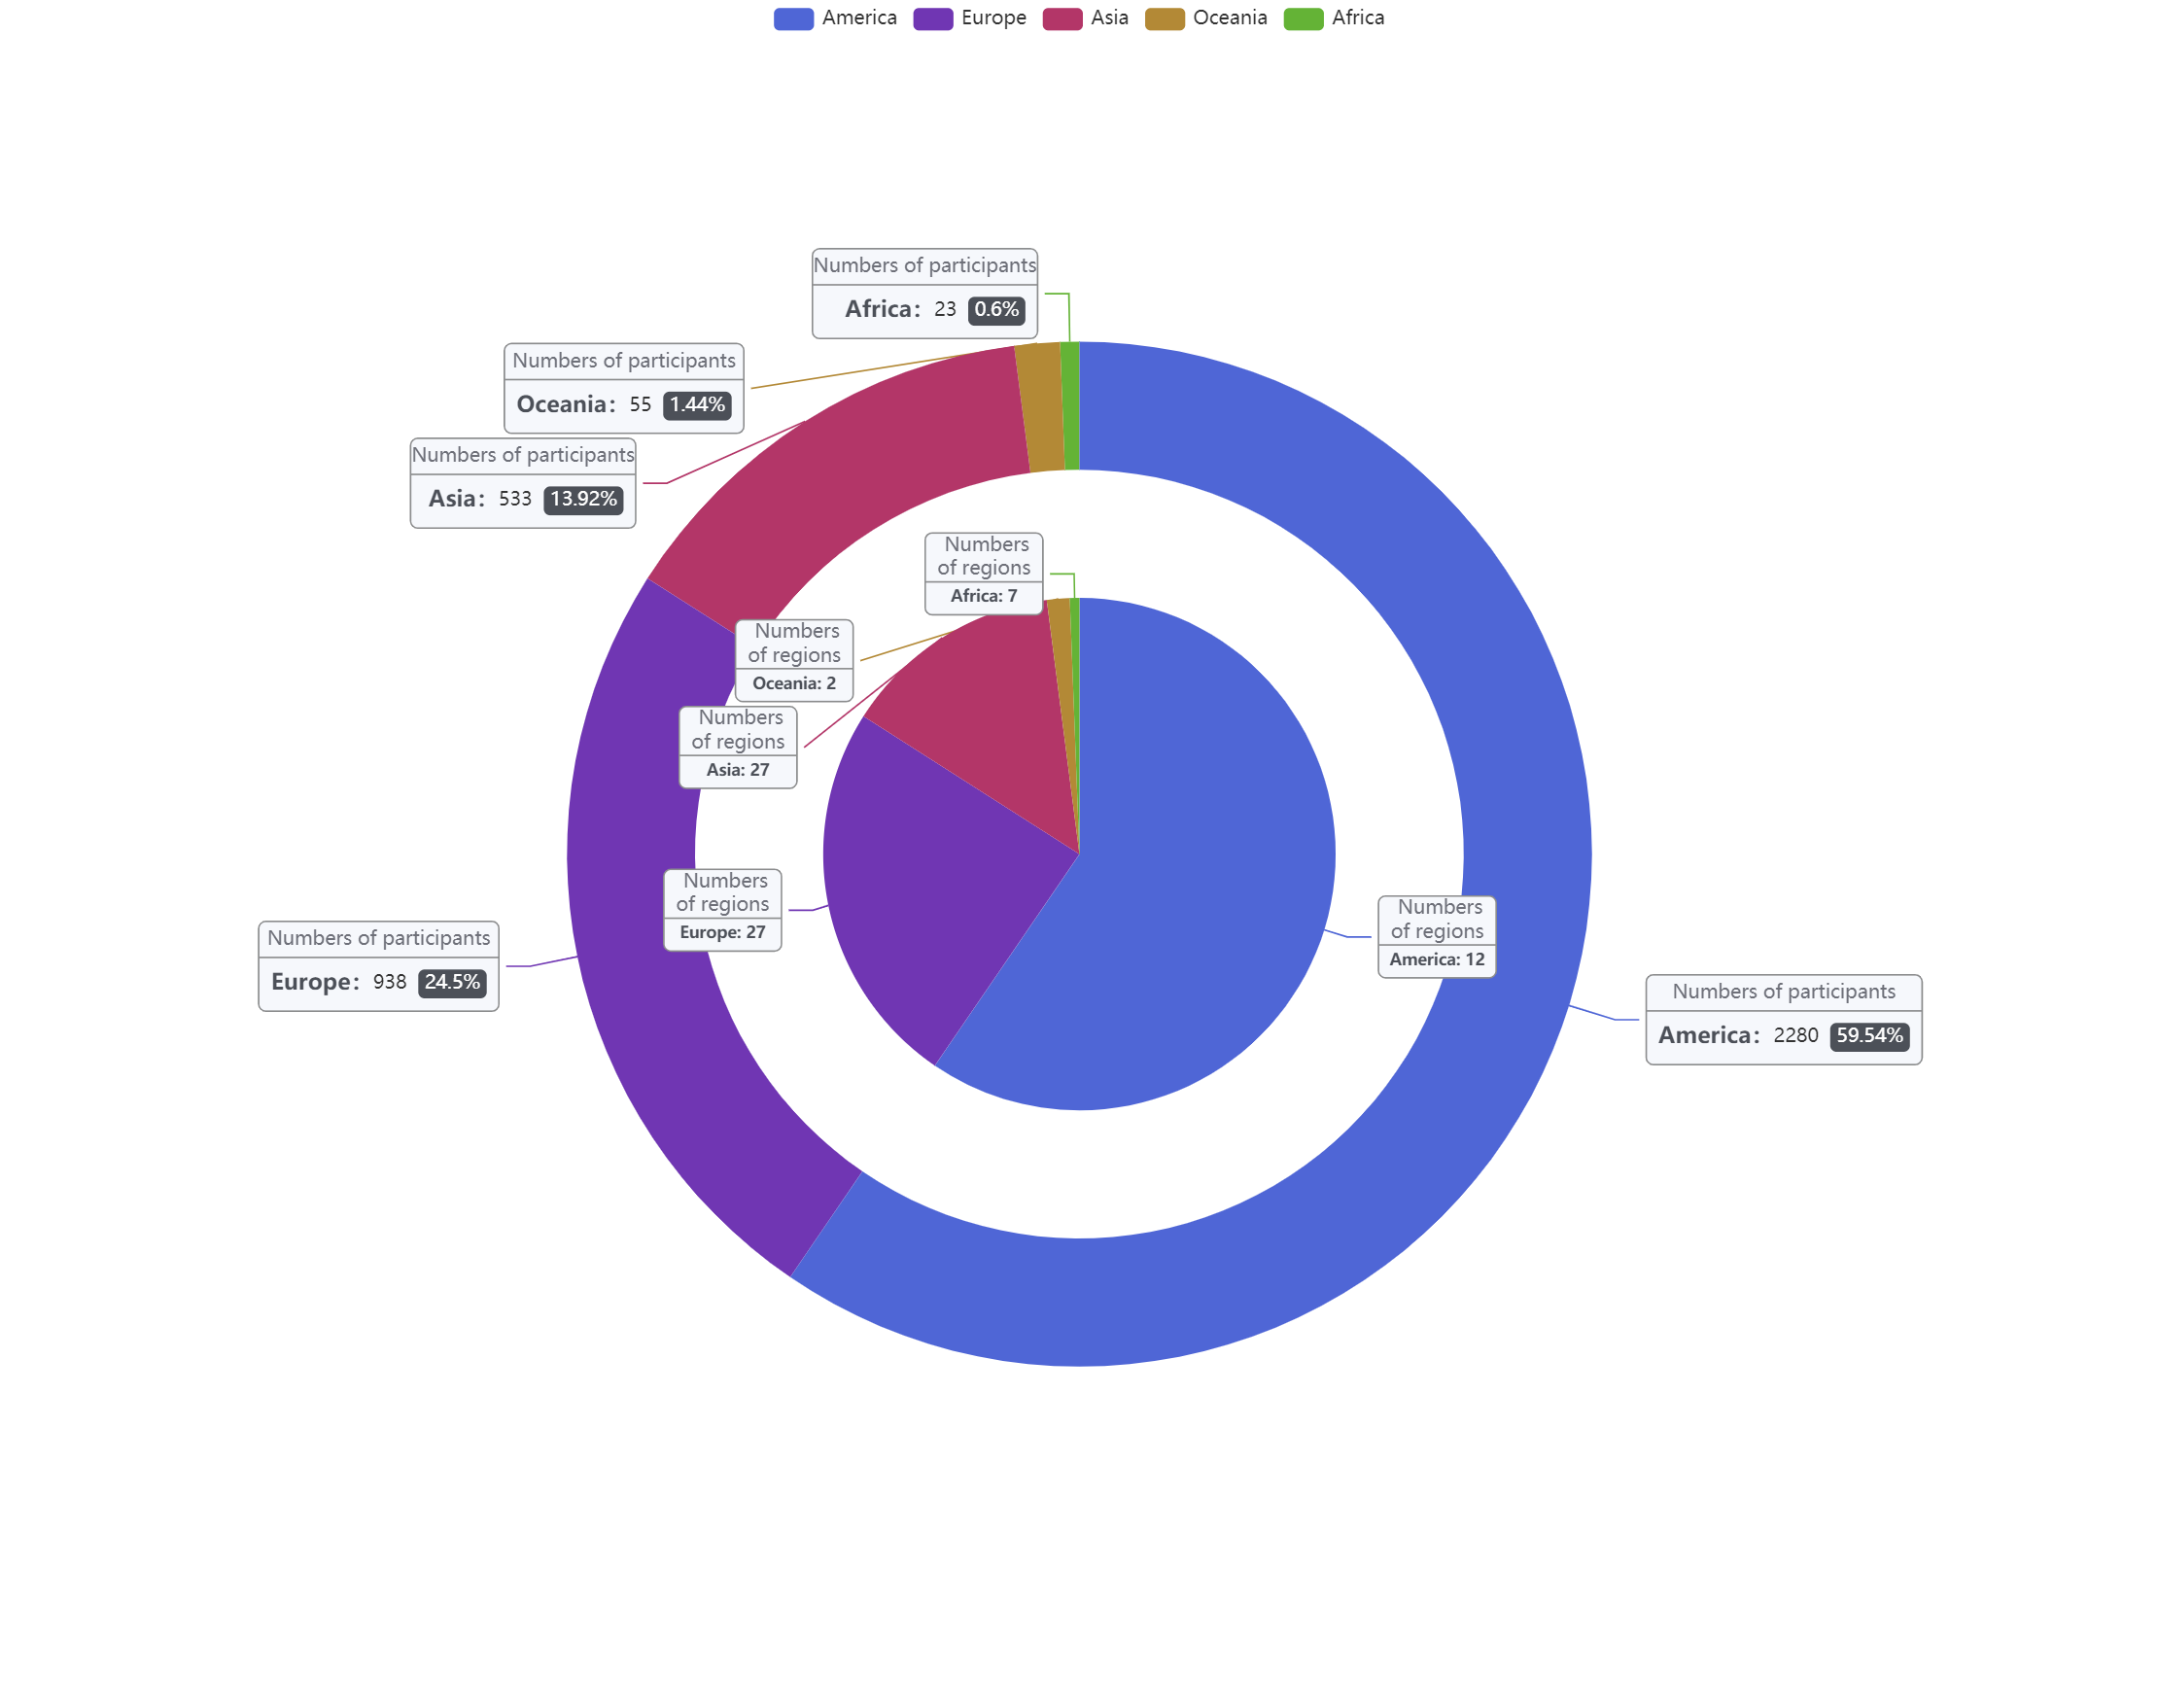 America Europe Asia Oceania Africa
Numbers of participants
Africa: 23 0.6%
Numbers of participants
Oceania: 55 1.44%
Numbers of participants
Asia: 533 13.92%
Numbers
of regions
Africa: 7
Numbers
of regions
Oceania: 2
Numbers
of regions
Asia: 27
Numbers
of regions
Europe: 27
Numbers
of regions
America: 12
Numbers of participants
Europe: 938 24.5%
Numbers of participants
America: 2280 59.54%